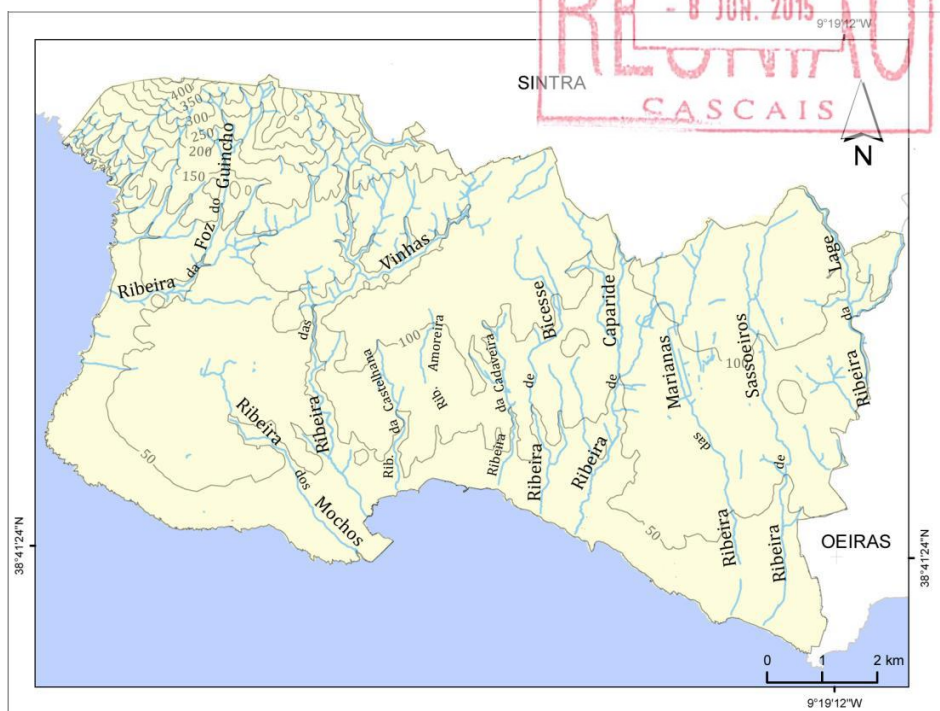 - 8 JUN. 2015
REUNIÃO
CASCAIS
9°19'12"W
SINTRA
N
400
350
300
250
200
150
Ribeira da Foz do Guincho
Ribeira das Vinhas
Ribeira dos Mochos
Rib. da Castelhana
Rib. Amoreira
Ribeira da Cadaveira
Ribeira de Bicesse
Ribeira de Caparide
Ribeira das Marianas
Ribeira de Sassoeiros
Ribeira da Lage
100
100
50
50
OEIRAS
38°41'24"N
38°41'24"N
0 1 2 km
9°19'12"W